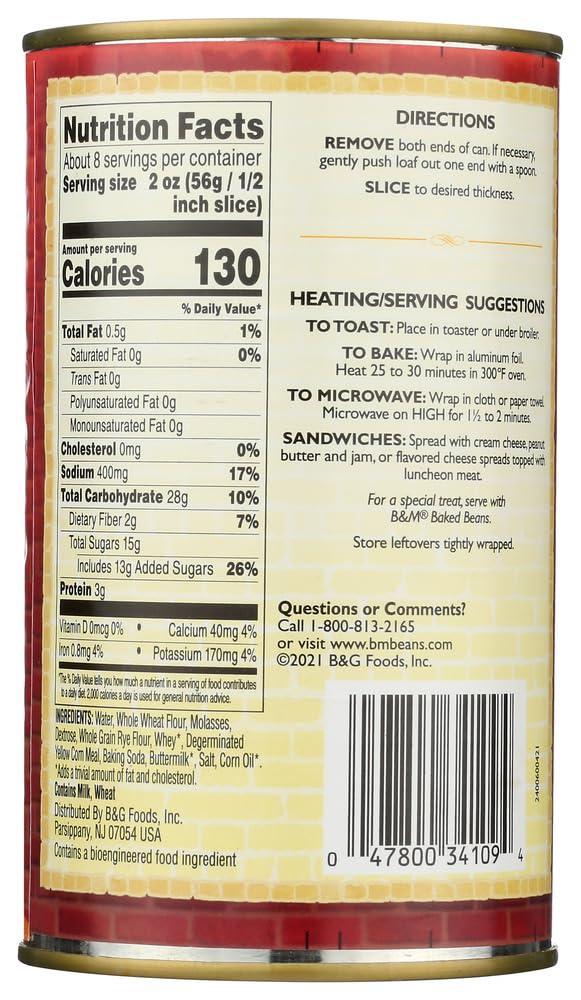 Nutrition Facts
About 8 servings per container
Serving size 2 oz (56g / 1/2
inch slice)
Amount per serving
Calories 130
% Daily Value*
Total Fat 0.5g 1%
Saturated Fat 0g 0%
Trans Fat 0g
Polyunsaturated Fat 0g
Monounsaturated Fat 0g
Cholesterol 0mg 0%
Sodium 400mg 17%
Total Carbohydrate 28g 10%
Dietary Fiber 2g 7%
Total Sugars 15g
Includes 13g Added Sugars 26%
Protein 3g
Vitamin D 0mcg 0% • Calcium 40mg 4%
Iron 0.8mg 4% • Potassium 170mg 4%
*The % Daily Value tells you how much a nutrient in a serving of food contributes
to a daily diet. 2,000 calories a day is used for general nutrition advice.
INGREDIENTS: Water, Whole Wheat Flour, Molasses,
Dextrose, Whole Grain Rye Flour, Whey*, Degerminated
Yellow Corn Meal, Baking Soda, Buttermilk*, Salt, Corn Oil*.
*Adds a trivial amount of fat and cholesterol.
Contains Milk, Wheat
Distributed By B&G Foods, Inc.
Parsippany, NJ 07054 USA
Contains a bioengineered food ingredient
DIRECTIONS
REMOVE both ends of can. If necessary,
gently push loaf out one end with a spoon.
SLICE to desired thickness.
HEATING/SERVING SUGGESTIONS
TO TOAST: Place in toaster or under broiler.
TO BAKE: Wrap in aluminum foil.
Heat 25 to 30 minutes in 300°F oven.
TO MICROWAVE: Wrap in cloth or paper towel.
Microwave on HIGH for 1½ to 2 minutes.
SANDWICHES: Spread with cream cheese, peanut
butter and jam, or flavored cheese spreads topped with
luncheon meat.
For a special treat, serve with
B&M® Baked Beans.
Store leftovers tightly wrapped.
Questions or Comments?
Call 1-800-813-2165
or visit www.bmbeans.com
©2021 B&G Foods, Inc.
2400600421
0 47800 34109 4